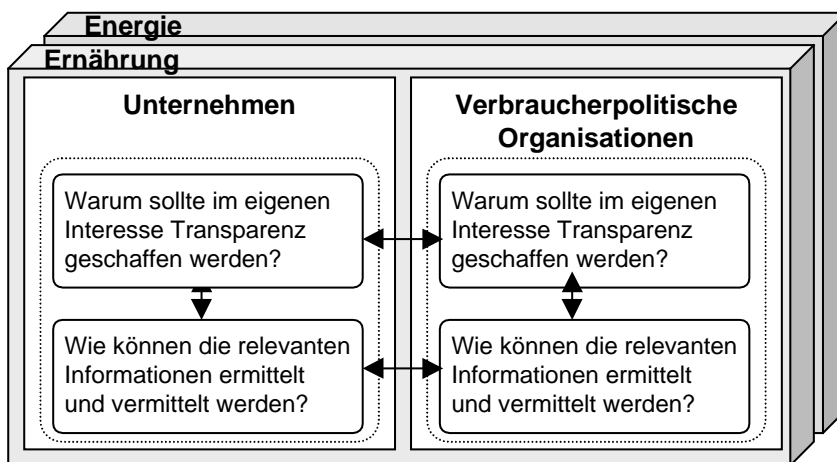 Energie
Ernährung
Unternehmen
Warum sollte im eigenen
Interesse Transparenz
geschaffen werden?
Wie können die relevanten
Informationen ermittelt
und vermittelt werden?
Verbraucherpolitische
Organisationen
Warum sollte im eigenen
Interesse Transparenz
geschaffen werden?
Wie können die relevanten
Informationen ermittelt
und vermittelt werden?